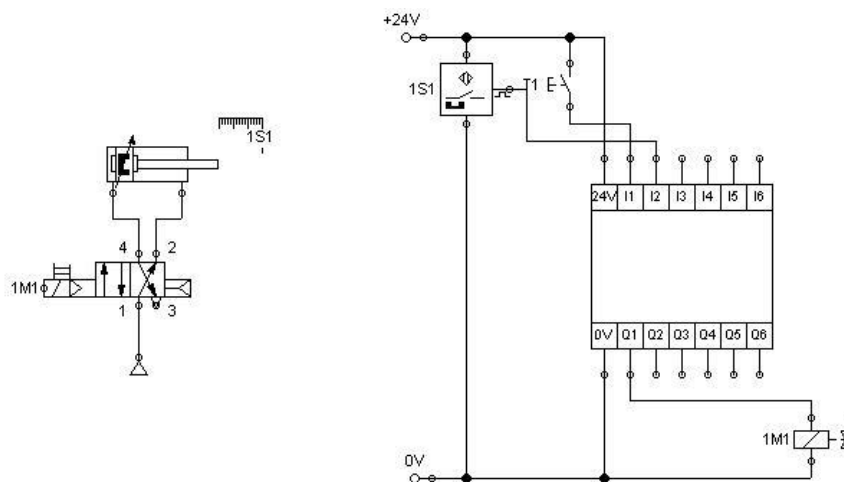 +24V
1S1
T1
1S1
4 2
1M1
1 3
24V I1 I2 I3 I4 I5 I6
0V Q1 Q2 Q3 Q4 Q5 Q6
1M1
0V